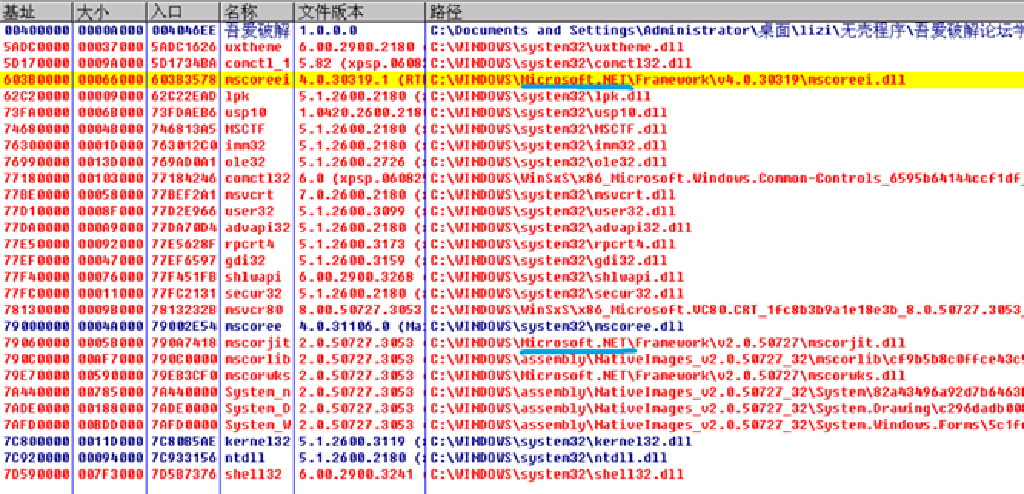 基址 大小 入口 名称 文件版本 路径
00400000 0000A000 004046EE 吾爱破解 1.0.0.0 C:\Documents and Settings\Administrator\桌面\lizi\无壳程序\吾爱破解论坛学
5ADC0000 00037000 5ADC1626 uxtheme 6.00.2900.2180 C:\WINDOWS\system32\uxtheme.dll
5D170000 0009A000 5D1734BA comctl_1 5.82 (xpsp.0608 C:\WINDOWS\system32\comctl32.dll
603B0000 00066000 603B3578 mscoreei 4.0.30319.1 (RT C:\WINDOWS\Microsoft.NET\Framework\v4.0.30319\mscoreei.dll
62C20000 00009000 62C22EAD lpk 5.1.2600.2180 ( C:\WINDOWS\system32\lpk.dll
73FA0000 0006B000 73FDAEB6 usp10 1.0420.2600.218 C:\WINDOWS\system32\usp10.dll
74680000 0004B000 746813A5 MSCTF 5.1.2600.2180 ( C:\WINDOWS\system32\MSCTF.dll
76300000 0001D000 763012C0 imm32 5.1.2600.2180 ( C:\WINDOWS\system32\imm32.dll
76990000 0013D000 769AD0A1 ole32 5.1.2600.2726 ( C:\WINDOWS\system32\ole32.dll
77180000 00103000 77184246 comctl32 6.0 (xpsp.06082 C:\WINDOWS\WinSxS\x86_Microsoft.Windows.Common-Controls_6595b64144ccf1df_
77BE0000 00058000 77BEF2A1 msvcrt 7.0.2600.2180 ( C:\WINDOWS\system32\msvcrt.dll
77D10000 0008F000 77D2E966 user32 5.1.2600.3099 ( C:\WINDOWS\system32\user32.dll
77DA0000 000A9000 77DA70D4 advapi32 5.1.2600.2180 ( C:\WINDOWS\system32\advapi32.dll
77E50000 00092000 77E5628F rpcrt4 5.1.2600.3173 ( C:\WINDOWS\system32\rpcrt4.dll
77EF0000 00047000 77EF6597 gdi32 5.1.2600.3159 ( C:\WINDOWS\system32\gdi32.dll
77F40000 00076000 77F451FB shlwapi 6.00.2900.3268 C:\WINDOWS\system32\shlwapi.dll
77FC0000 00011000 77FC2131 secur32 5.1.2600.2180 ( C:\WINDOWS\system32\secur32.dll
78130000 0009B000 7813232B msvcr80 8.00.50727.3053 C:\WINDOWS\WinSxS\x86_Microsoft.VC80.CRT_1fc8b3b9a1e18e3b_8.0.50727.3053_
79000000 0004A000 79002E54 mscoree 4.0.31106.0 (Ma C:\WINDOWS\system32\mscoree.dll
79060000 0005B000 790A7418 mscorjit 2.0.50727.3053 C:\WINDOWS\Microsoft.NET\Framework\v2.0.50727\mscorjit.dll
790C0000 00AF7000 790C0000 mscorlib 2.0.50727.3053 C:\WINDOWS\assembly\NativeImages_v2.0.50727_32\mscorlib\cf9b5b8c0ffce43c9
79E70000 00590000 79EB3CF0 mscorwks 2.0.50727.3053 C:\WINDOWS\Microsoft.NET\Framework\v2.0.50727\mscorwks.dll
7A440000 00785000 7A440000 System_n 2.0.50727.3053 C:\WINDOWS\assembly\NativeImages_v2.0.50727_32\System\82a43496a92d7b6463b
7ADE0000 00188000 7ADE0000 System_D 2.0.50727.3053 C:\WINDOWS\assembly\NativeImages_v2.0.50727_32\System.Drawing\c296dadb00
7AFD0000 00BDD000 7AFD0000 System_W 2.0.50727.3053 C:\WINDOWS\assembly\NativeImages_v2.0.50727_32\System.Windows.Forms\5c1fe
7C800000 0011D000 7C80B5AE kernel32 5.1.2600.3119 ( C:\WINDOWS\system32\kernel32.dll
7C920000 00094000 7C933156 ntdll 5.1.2600.2180 ( C:\WINDOWS\system32\ntdll.dll
7D590000 007F3000 7D5B7376 shell32 6.00.2900.3241 C:\WINDOWS\system32\shell32.dll